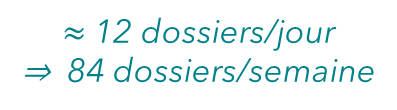 ≈ 12 dossiers/jour
⇒ 84 dossiers/semaine